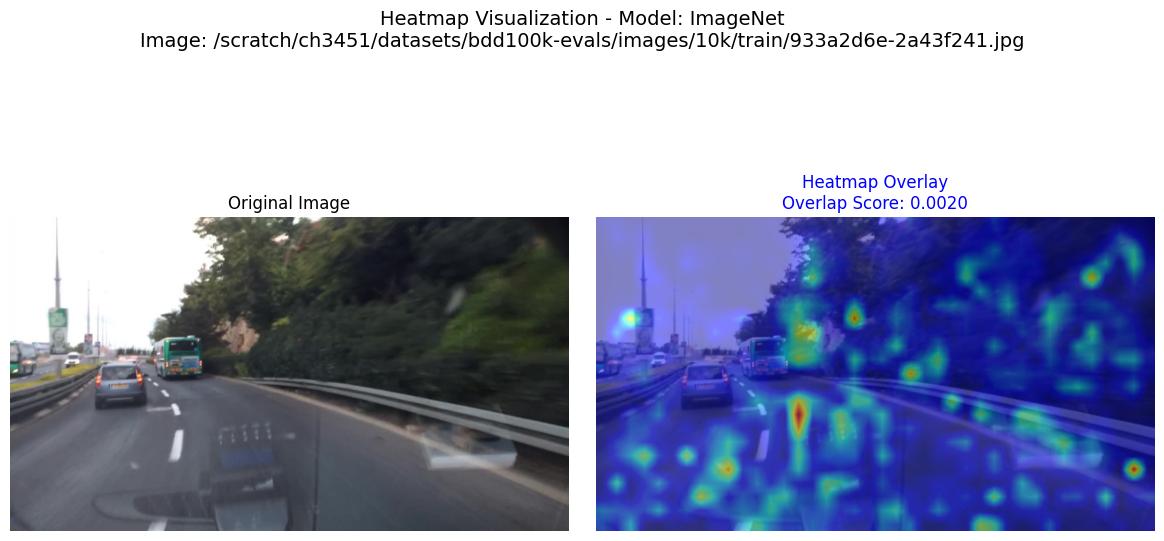 Heatmap Visualization - Model: ImageNet
Image: /scratch/ch3451/datasets/bdd100k-evals/images/10k/train/933a2d6e-2a43f241.jpg
Original Image
Heatmap Overlay
Overlap Score: 0.0020